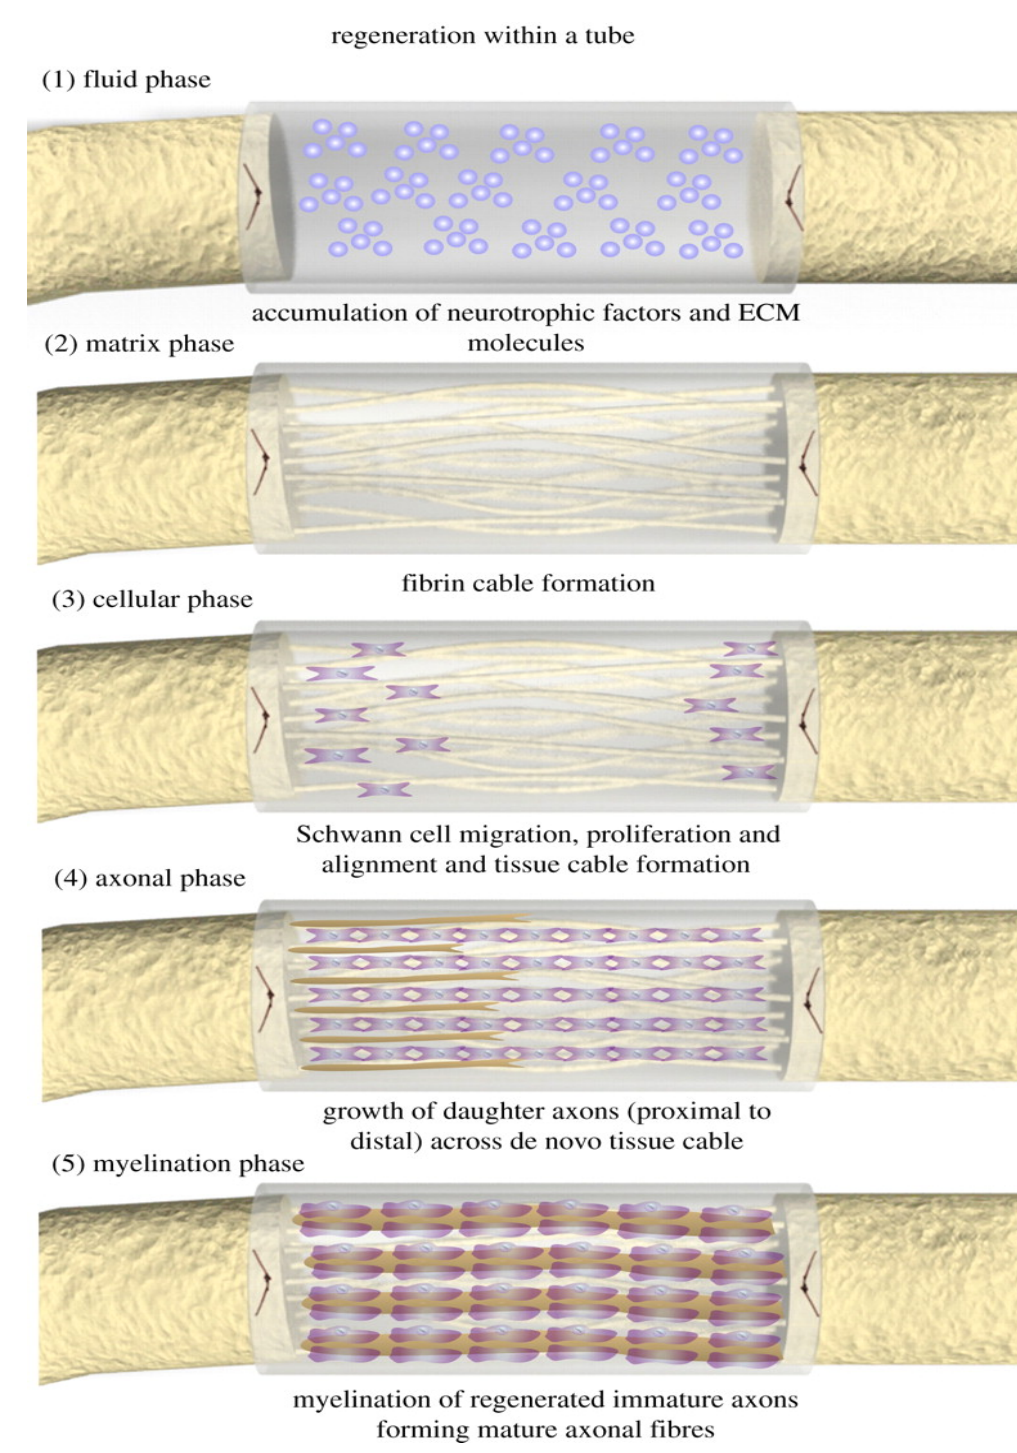 regeneration within a tube
(1) fluid phase
accumulation of neurotrophic factors and ECM
molecules
(2) matrix phase
fibrin cable formation
(3) cellular phase
Schwann cell migration, proliferation and
alignment and tissue cable formation
(4) axonal phase
growth of daughter axons (proximal to
distal) across de novo tissue cable
(5) myelination phase
myelination of regenerated immature axons
forming mature axonal fibres